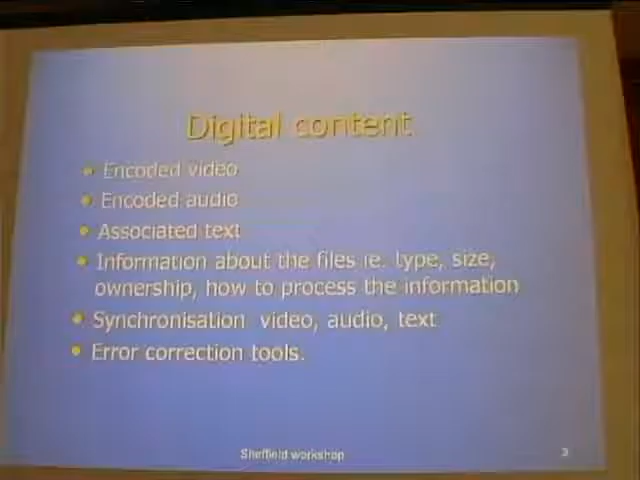 Digital content
• Encoded video
• Encoded audio
• Associated text
• Information about the files ie. type, size,
ownership, how to process the information
• Synchronisation video, audio, text
• Error correction tools.
Sheffield workshop
3